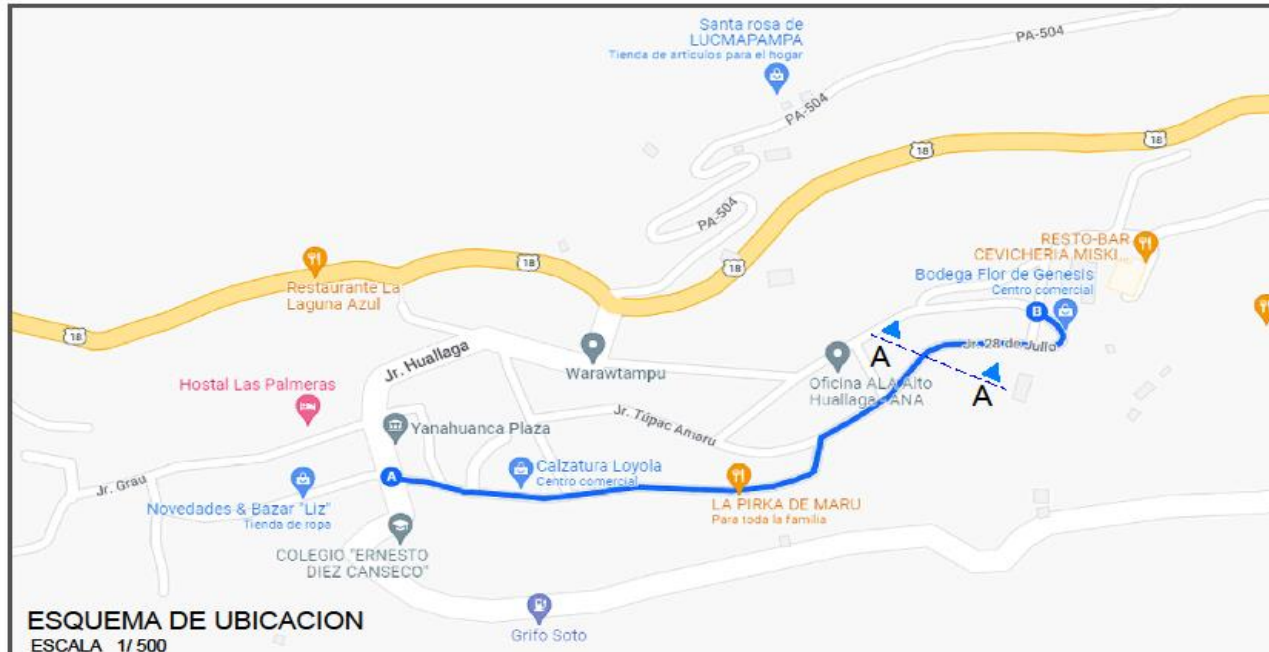 Santa rosa de
LUCMAPAMPA
Tienda de artículos para el hogar
PA-504
PA-504
18
18
PA-504
18
18
RESTO-BAR
CEVICHERIA MISKI...
Bodega Flor de Genesis
Centro comercial
Restaurante La
Laguna Azul
18
B
Jr. Huallaga
Warawtampu
A
Jr. 28 de Julio
Oficina ALA Alto
Huallaga - ANA
A
Hostal Las Palmeras
Yanahuanca Plaza
Jr. Túpac Amaru
Jr. Grau
A
Calzatura Loyola
Centro comercial
Novedades & Bazar "Liz"
Tienda de ropa
LA PIRKA DE MARU
Para toda la familia
COLEGIO "ERNESTO
DIEZ CANSECO"
Grifo Soto
ESQUEMA DE UBICACION
ESCALA 1/ 500